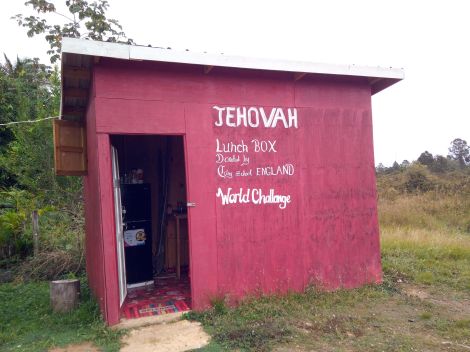 JEHOVAH
Lunch BOX
Donated by
School ENGLAND
World Challenge